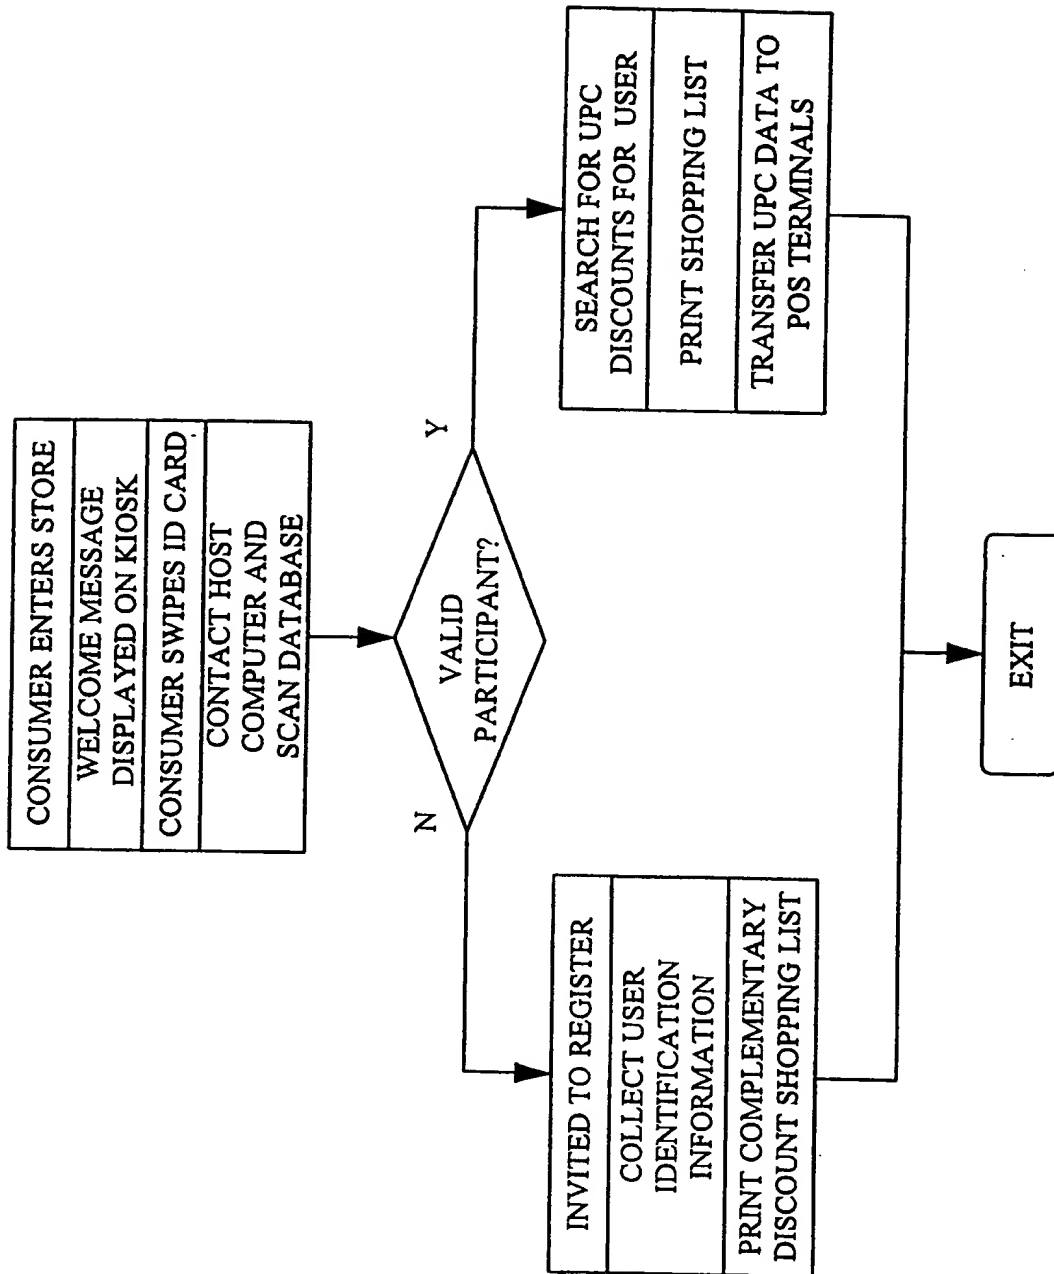 CONSUMER ENTERS STORE
WELCOME MESSAGE
DISPLAYED ON KIOSK
CONSUMER SWIPES ID CARD
CONTACT HOST
COMPUTER AND
SCAN DATABASE
VALID
PARTICIPANT?
N
Y
INVITED TO REGISTER
COLLECT USER
IDENTIFICATION
INFORMATION
PRINT COMPLEMENTARY
DISCOUNT SHOPPING LIST
SEARCH FOR UPC
DISCOUNTS FOR USER
PRINT SHOPPING LIST
TRANSFER UPC DATA TO
POS TERMINALS
EXIT